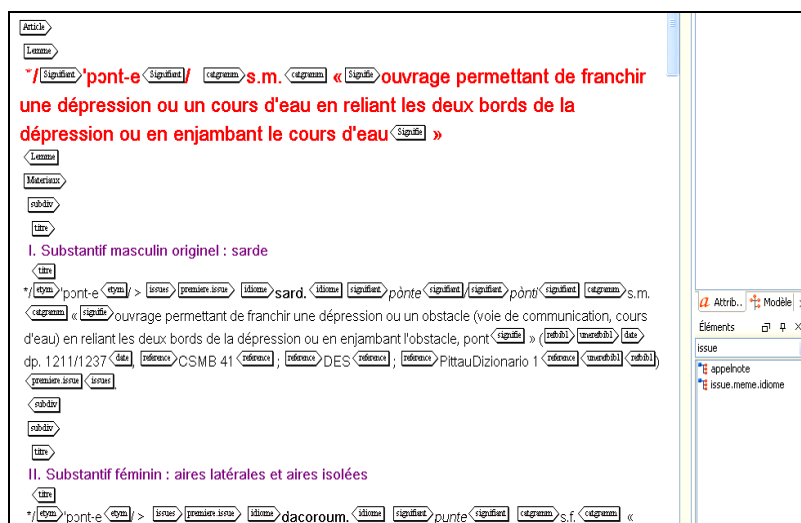 Article
Lemme
*/ Signifiant 'pɔnt-e Signifiant / catgramm s.m. catgramm « Signifie ouvrage permettant de franchir
une dépression ou un cours d'eau en reliant les deux bords de la
dépression ou en enjambant le cours d'eau Signifie »
Lemme
Materiaux
subdiv
titre
I. Substantif masculin originel : sarde
titre
*/ etym 'pɔnt-e etym / > issues premiere.issue idiome sard. idiome signifiant pònte signifiant / signifiant pònti signifiant catgramm s.m.
catgramm « signifie ouvrage permettant de franchir une dépression ou un obstacle (voie de communication, cours
d'eau) en reliant les deux bords de la dépression ou en enjambant l'obstacle, pont signifie » ( refbibl unerefbibl date
dp. 1211/1237 date , reference CSMB 41 reference ; reference DES reference ; reference PittauDizionario 1 reference unerefbibl refbibl )
premiere.issue issues .
subdiv
subdiv
titre
II. Substantif féminin : aires latérales et aires isolées
titre
*/ etym 'pɔnt-e etym / > issues premiere.issue idiome dacoroum. idiome signifiant punte signifiant catgramm s.f. catgramm «
Attrib.. Modèle
Éléments
issue
appelnote
issue.meme.idiome